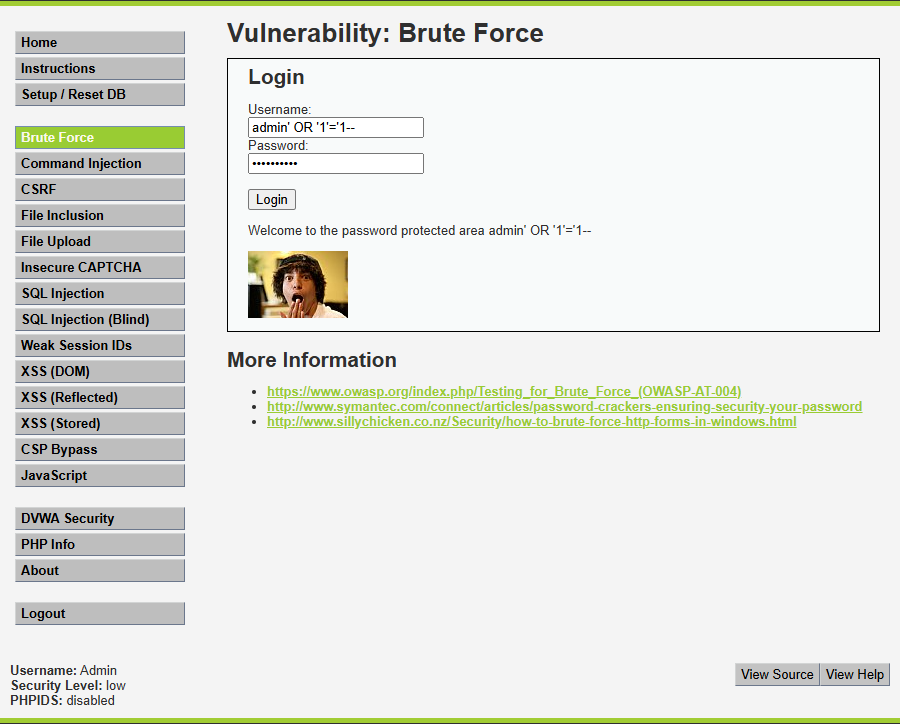 Vulnerability: Brute Force
Home
Instructions
Setup / Reset DB
Brute Force
Command Injection
CSRF
File Inclusion
File Upload
Insecure CAPTCHA
SQL Injection
SQL Injection (Blind)
Weak Session IDs
XSS (DOM)
XSS (Reflected)
XSS (Stored)
CSP Bypass
JavaScript
DVWA Security
PHP Info
About
Logout
Login
Username:
admin' OR '1'='1--
Password:
••••••••••
Login
Welcome to the password protected area admin' OR '1'='1--
More Information
• https://www.owasp.org/index.php/Testing_for_Brute_Force_(OWASP-AT-004)
• http://www.symantec.com/connect/articles/password-crackers-ensuring-security-your-password
• http://www.sillychicken.co.nz/Security/how-to-brute-force-http-forms-in-windows.html
Username: Admin
Security Level: low
PHPIDS: disabled
View Source
View Help